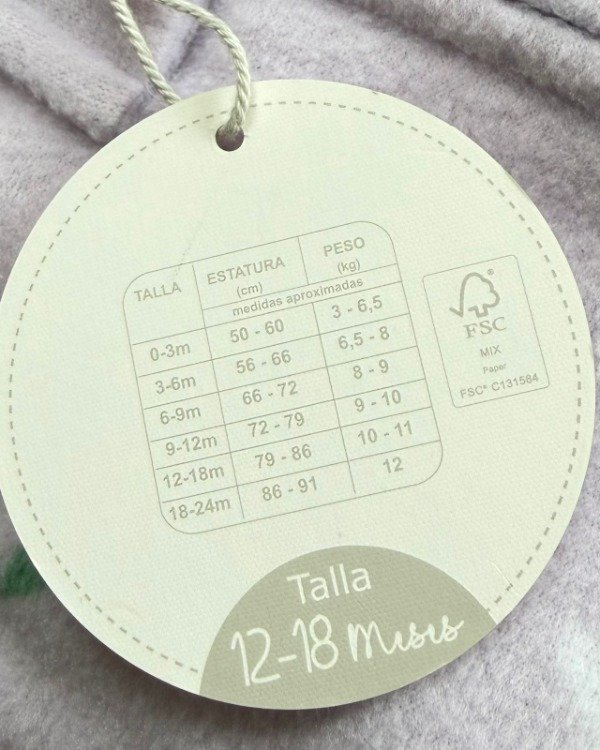 TALLA ESTATURA (cm) PESO (kg)
medidas aproximadas
0-3m 50 - 60 3 - 6,5
3-6m 56 - 66 6,5 - 8
6-9m 66 - 72 8 - 9
9-12m 72 - 79 9 - 10
12-18m 79 - 86 10 - 11
18-24m 86 - 91 12
®
FSC
MIX
Paper
FSC® C131584
Talla
12-18 Meses